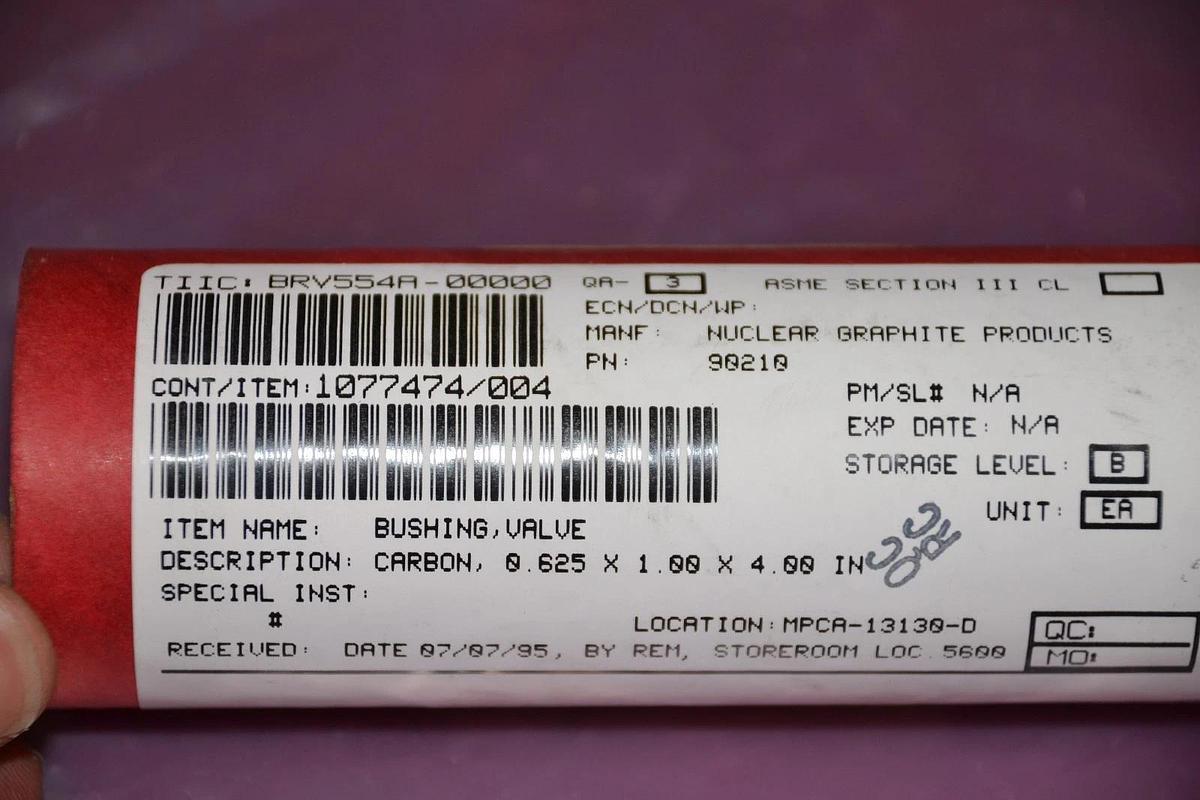 TIIC: BRV554A-00000 QA- 3 ASME SECTION III CL
ECN/DCN/WP:
MANF: NUCLEAR GRAPHITE PRODUCTS
PN: 90210
CONT/ITEM:1077474/004
PM/SL# N/A
EXP DATE: N/A
STORAGE LEVEL: B
UNIT: EA
ITEM NAME: BUSHING,VALVE
DESCRIPTION: CARBON, 0.625 X 1.00 X 4.00 IN
SPECIAL INST:
#
LOCATION:MPCA-13130-D
QC:
RECEIVED: DATE 07/07/95, BY REM, STOREROOM LOC.5600
MO: